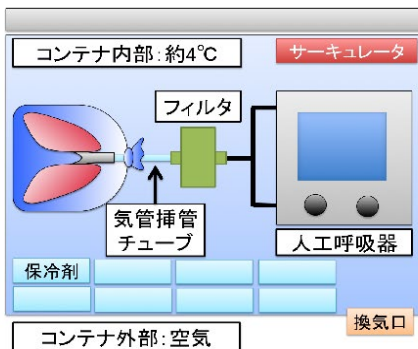 コンテナ内部:約4℃
サーキュレータ
フィルタ
気管挿管
チューブ
人工呼吸器
保冷剤
換気口
コンテナ外部:空気